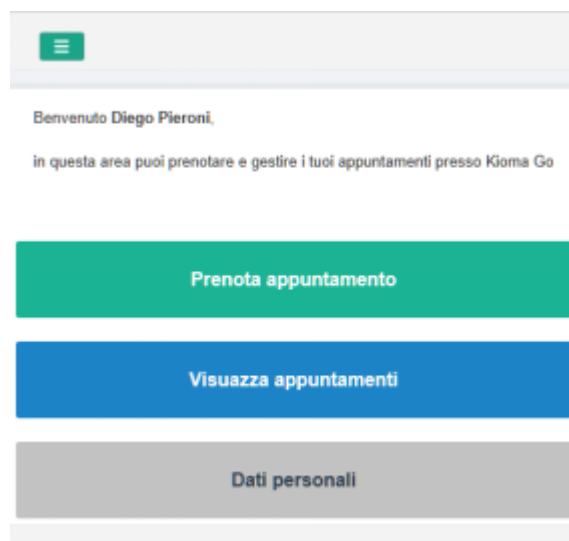 Benvenuto Diego Pieroni,
in questa area puoi prenotare e gestire i tuoi appuntamenti presso Kioma Go
Prenota appuntamento
Visuazza appuntamenti
Dati personali